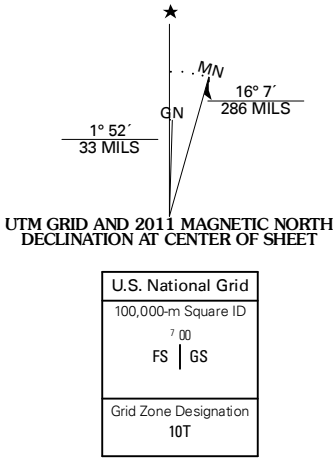 MN
16° 7´
286 MILS
GN
1° 52´
33 MILS
UTM GRID AND 2011 MAGNETIC NORTH
DECLINATION AT CENTER OF SHEET
U.S. National Grid
100,000-m Square ID
7 00
FS | GS
Grid Zone Designation
10T